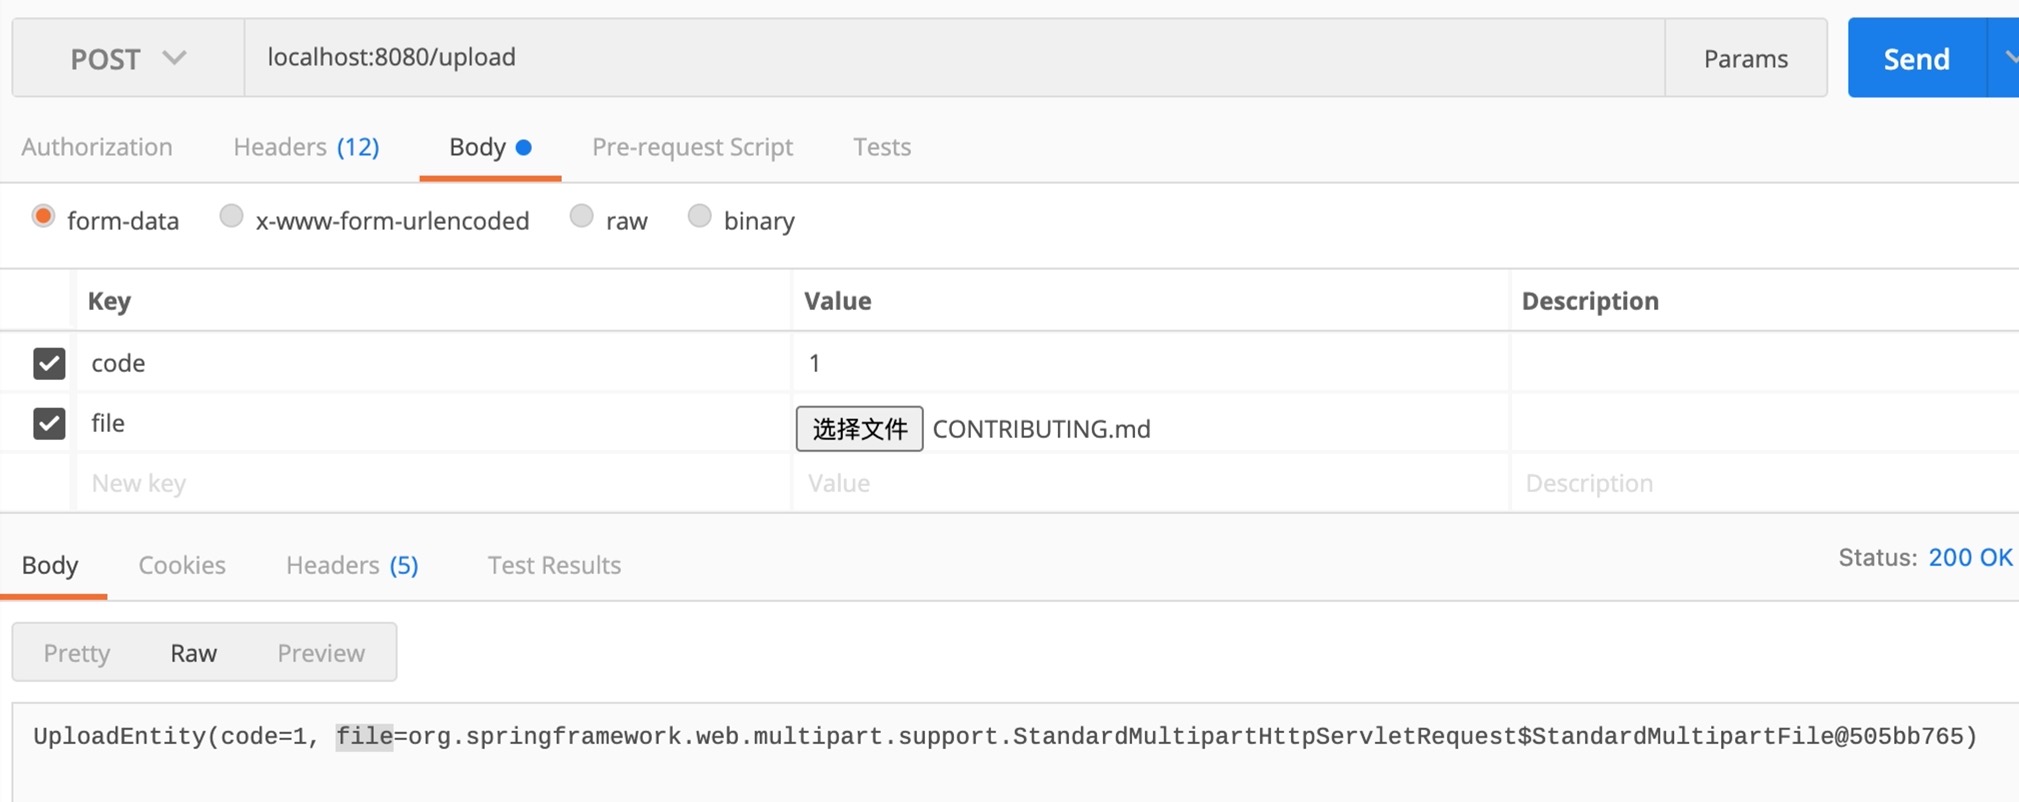 POST localhost:8080/upload Params Send
Authorization Headers (12) Body Pre-request Script Tests
form-data x-www-form-urlencoded raw binary
Key Value Description
code 1
file 选择文件 CONTRIBUTING.md
New key Value Description
Body Cookies Headers (5) Test Results Status: 200 OK
Pretty Raw Preview
UploadEntity(code=1, file=org.springframework.web.multipart.support.StandardMultipartHttpServletRequest$StandardMultipartFile@505bb765)